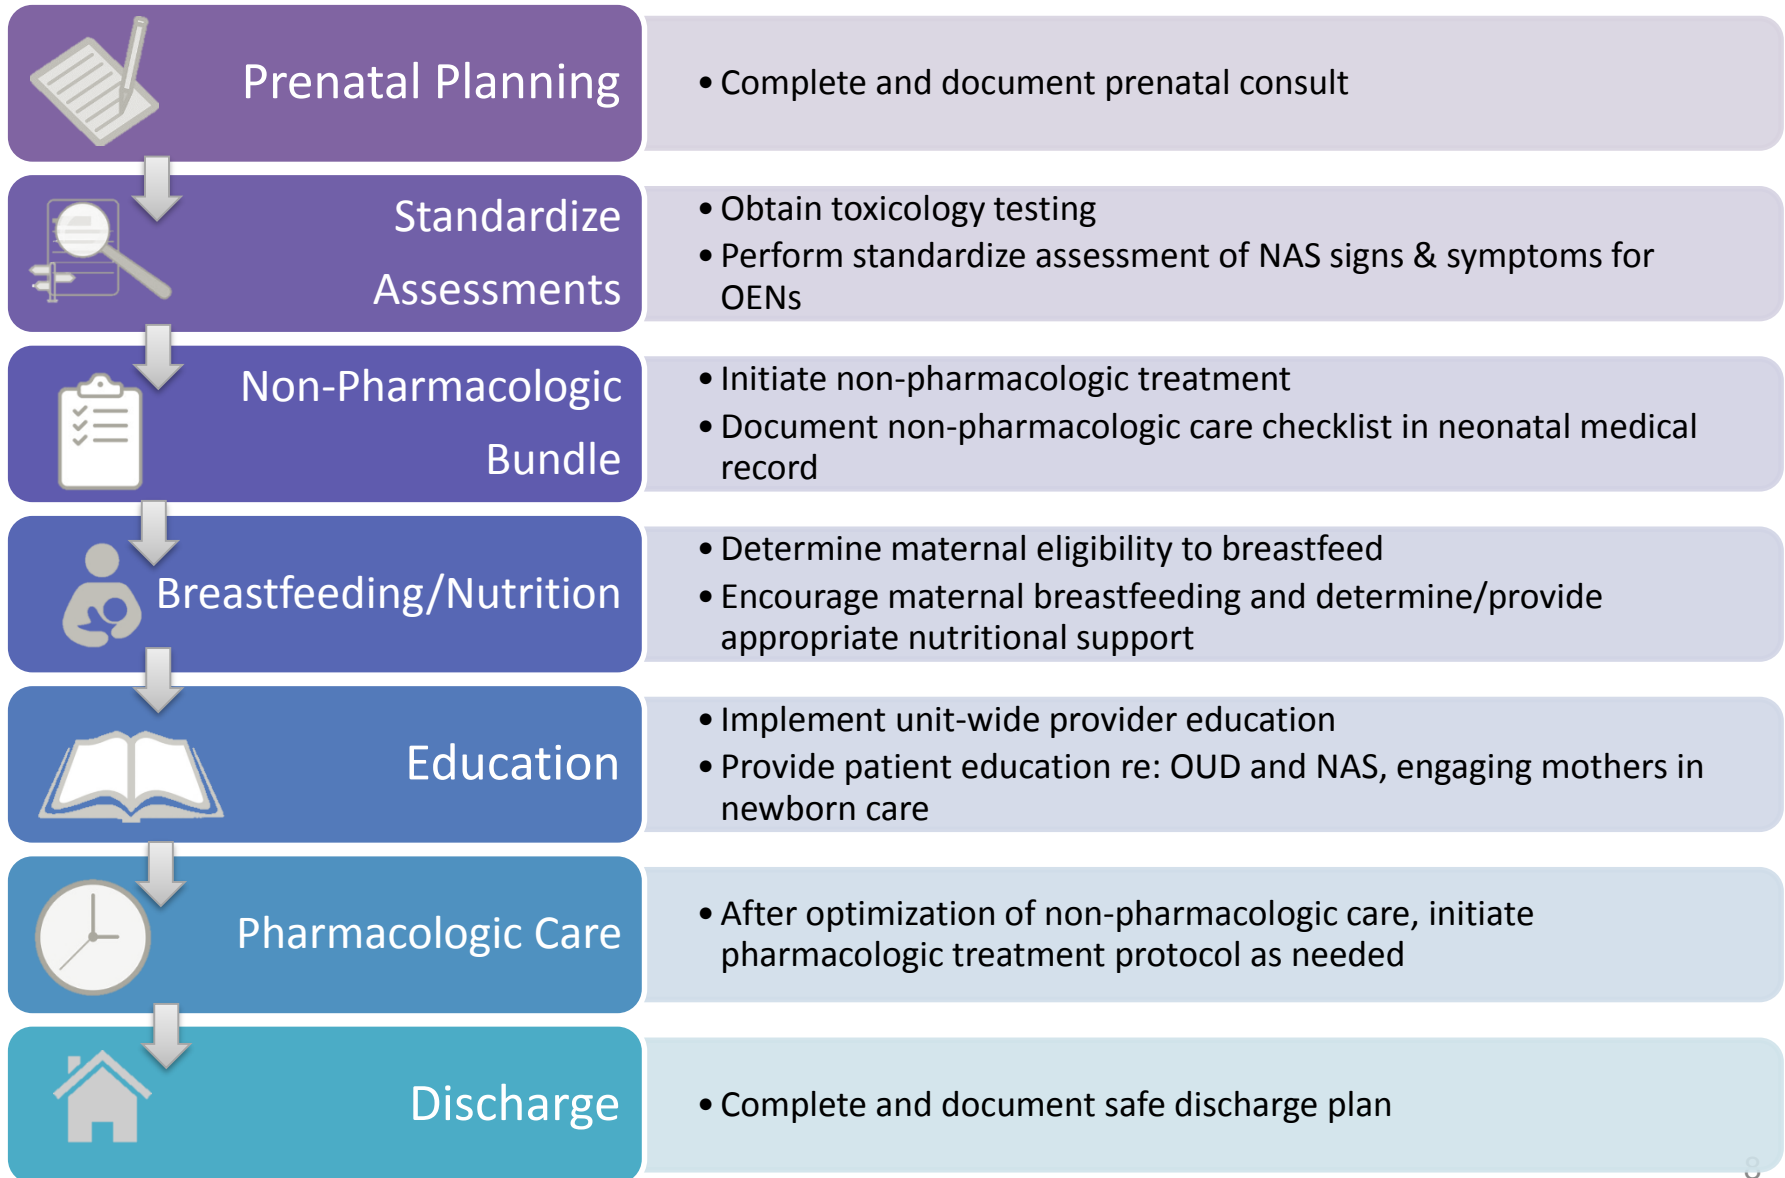 Prenatal Planning
• Complete and document prenatal consult
Standardize
Assessments
• Obtain toxicology testing
• Perform standardize assessment of NAS signs & symptoms for
OENs
Non-Pharmacologic
Bundle
• Initiate non-pharmacologic treatment
• Document non-pharmacologic care checklist in neonatal medical
record
Breastfeeding/Nutrition
• Determine maternal eligibility to breastfeed
• Encourage maternal breastfeeding and determine/provide
appropriate nutritional support
Education
• Implement unit-wide provider education
• Provide patient education re: OUD and NAS, engaging mothers in
newborn care
Pharmacologic Care
• After optimization of non-pharmacologic care, initiate
pharmacologic treatment protocol as needed
Discharge
• Complete and document safe discharge plan
8